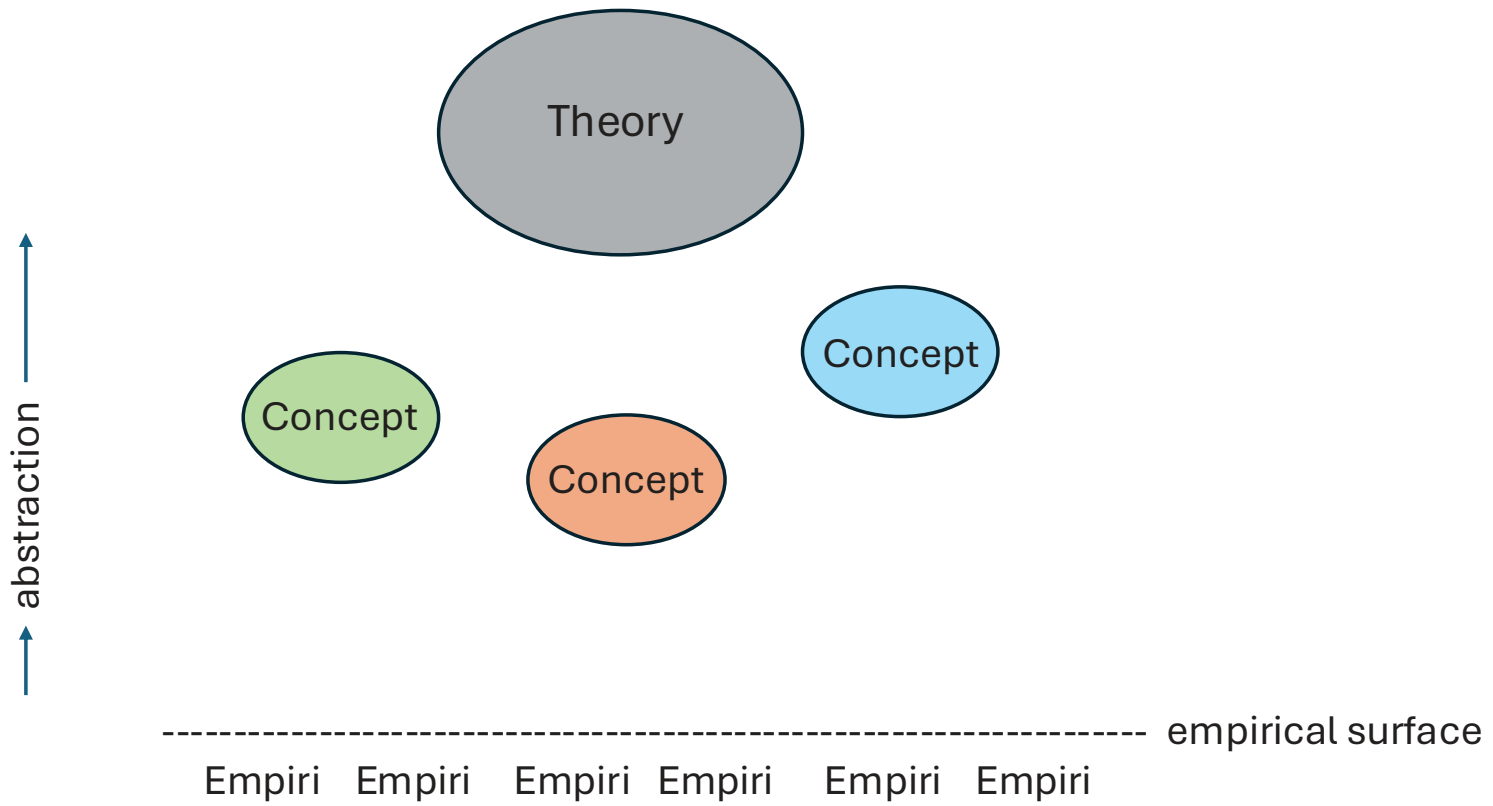 Theory
Concept
Concept
Concept
abstraction
empirical surface
Empiri Empiri Empiri Empiri Empiri Empiri